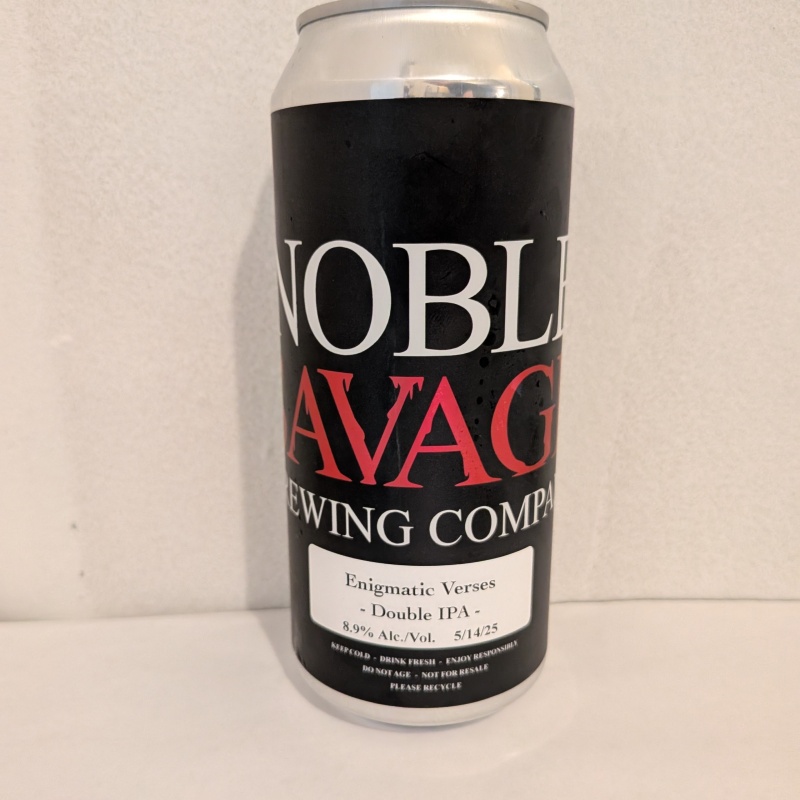 NOBLE
AVAG
EWING COMPA
Enigmatic Verses
- Double IPA -
8.9% Alc./Vol. 5/14/25
KEEP COLD - DRINK FRESH - ENJOY RESPONSIBLY
DO NOT AGE - NOT FOR RESALE
PLEASE RECYCLE